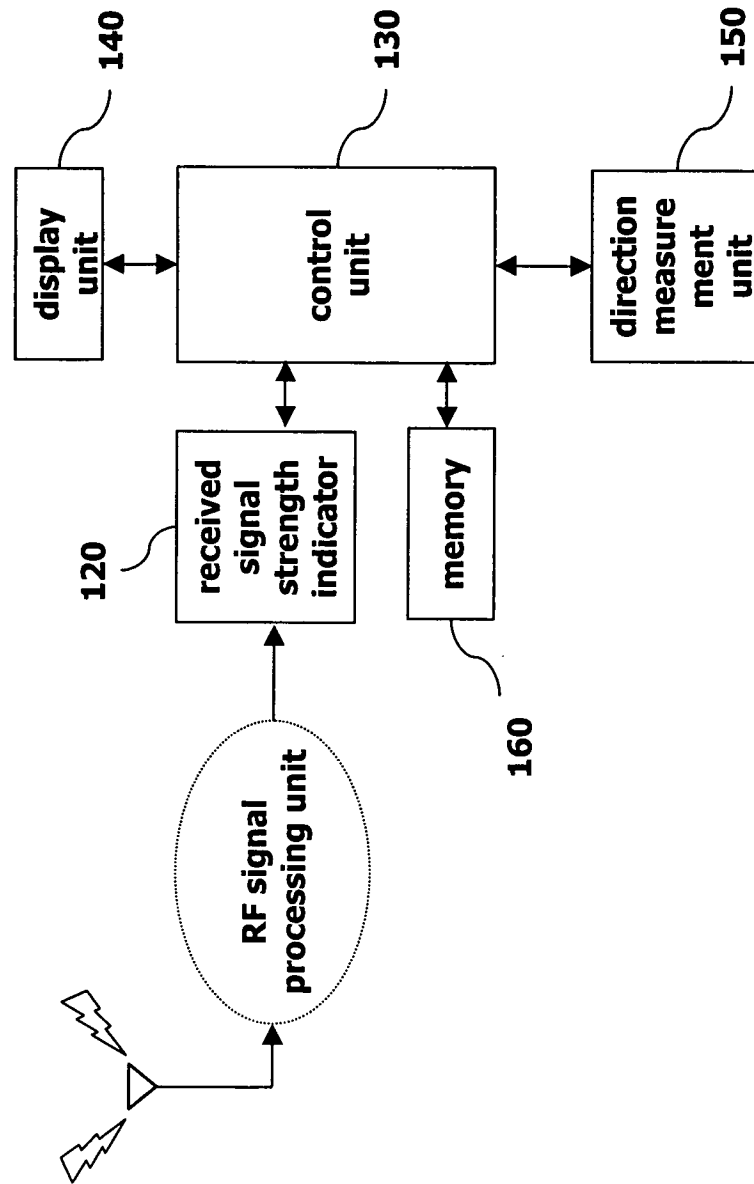 140
display
unit
130
control
unit
150
direction
measure
ment
unit
120
received
signal
strength
indicator
160
memory
RF signal
processing unit